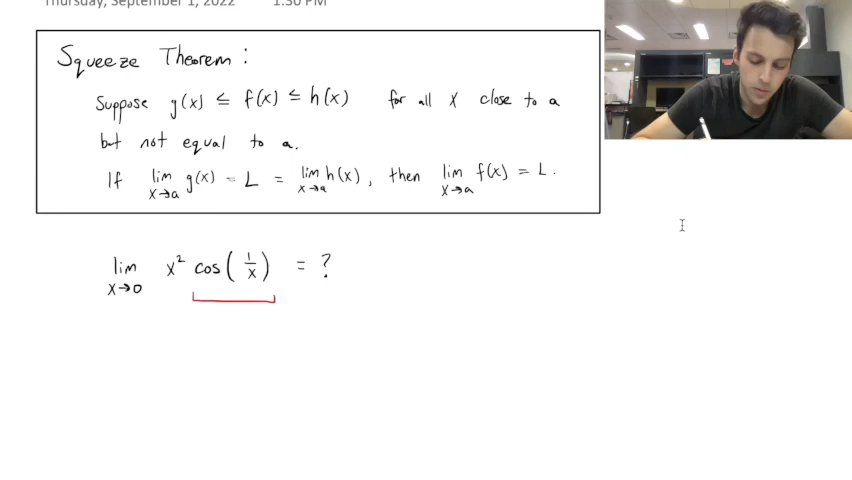 Thursday, September 1, 2022 1:30 PM
Squeeze Theorem:
Suppose g(x) ≤ f(x) ≤ h(x) for all x close to a
but not equal to a.
If lim x→a g(x) = L = lim x→a h(x), then lim x→a f(x) = L.
lim x→0 x² cos(1/x) = ?